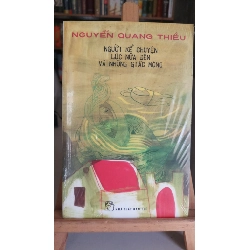 NGUYỄN QUANG THIỀU
NGƯỜI KỂ CHUYỆN
LÚC NỬA ĐÊM
VÀ NHỮNG GIẤC MỘNG